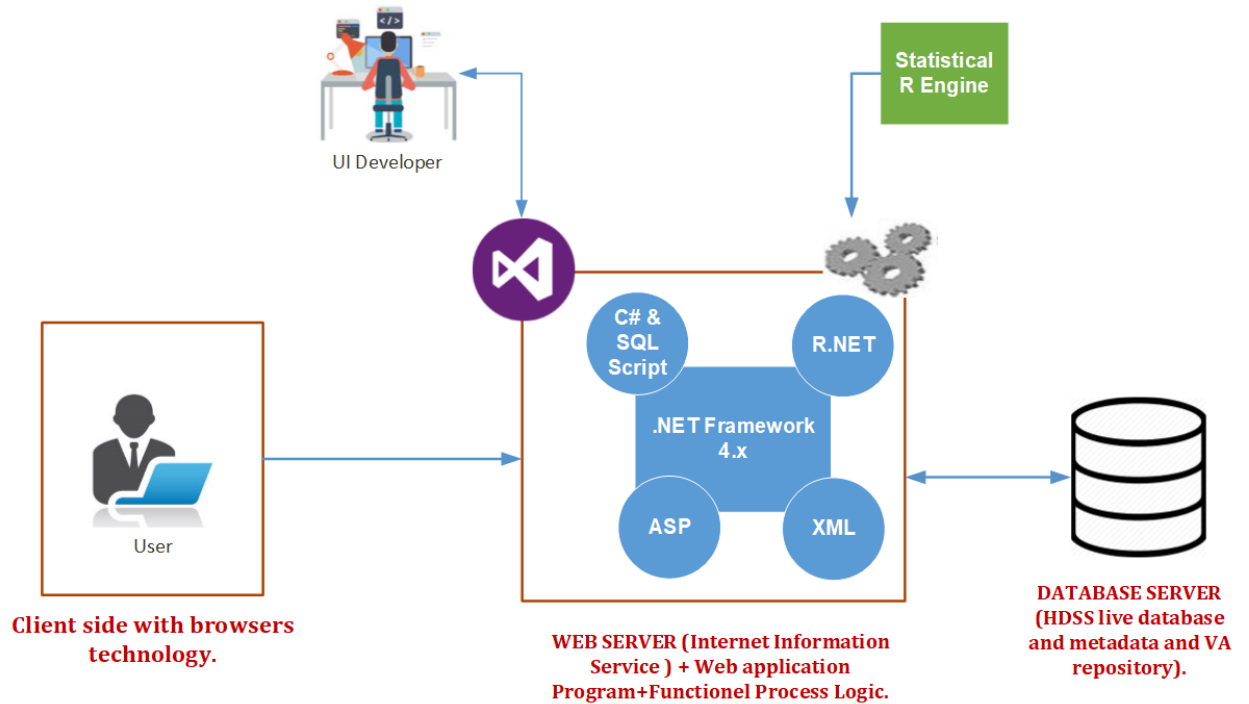 Statistical
R Engine
UI Developer
C# &
SQL
Script
R.NET
.NET Framework
4.x
ASP
XML
User
Client side with browsers
technology.
WEB SERVER (Internet Information
Service ) + Web application
Program+Functionel Process Logic.
DATABASE SERVER
(HDSS live database
and metadata and VA
repository).